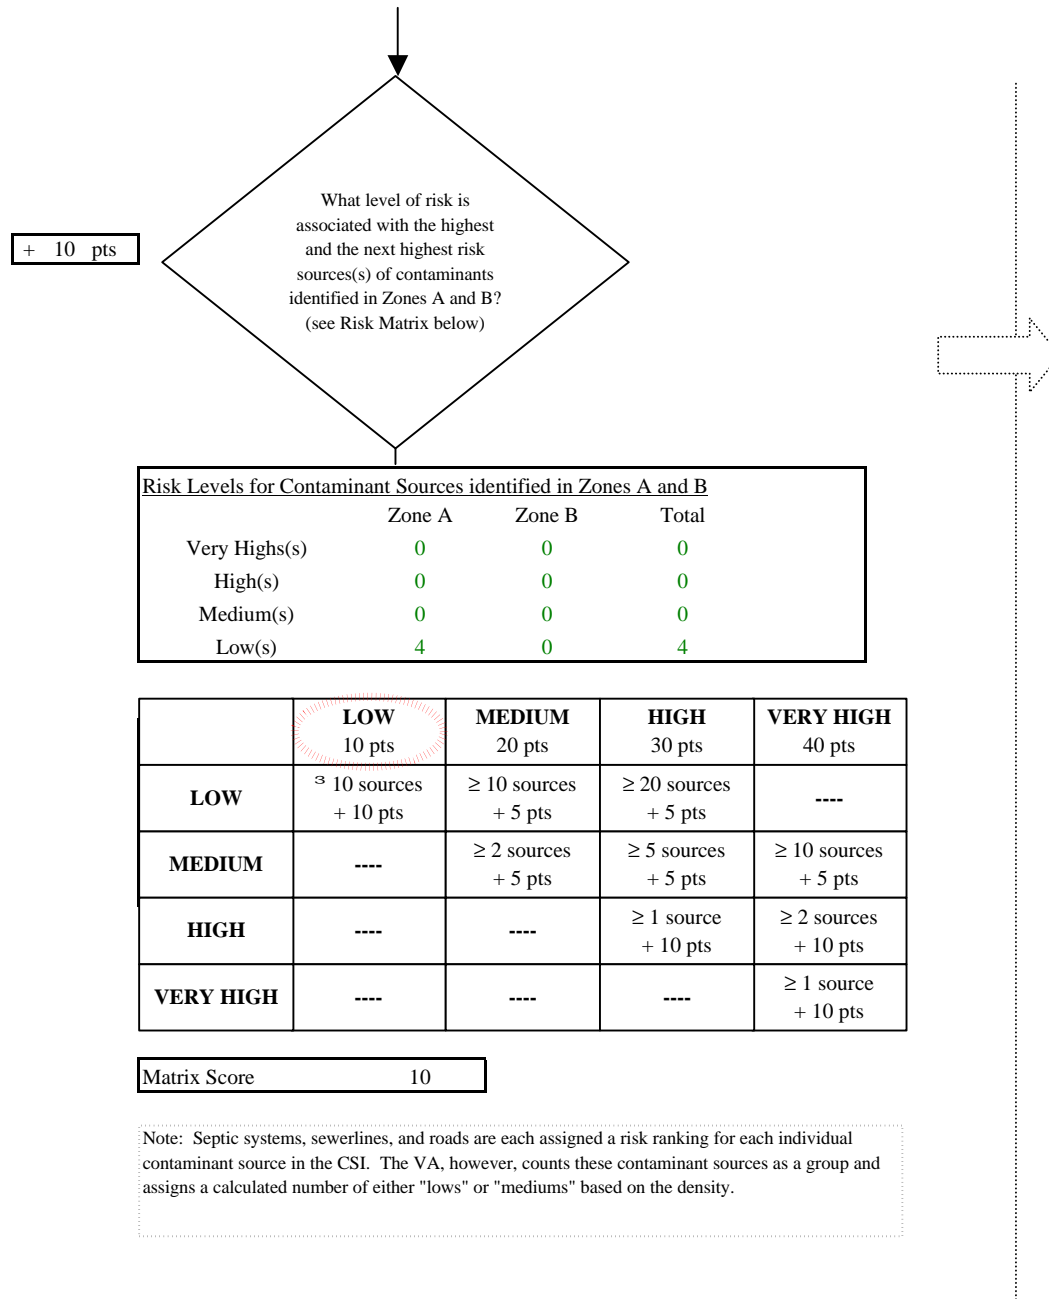 What level of risk is
associated with the highest
and the next highest risk
sources(s) of contaminants
identified in Zones A and B?
(see Risk Matrix below)
+ 10 pts
Risk Levels for Contaminant Sources identified in Zones A and B
Zone A Zone B Total
Very Highs(s) 0 0 0
High(s) 0 0 0
Medium(s) 0 0 0
Low(s) 4 0 4
LOW MEDIUM HIGH VERY HIGH
10 pts 20 pts 30 pts 40 pts
LOW ³ 10 sources ≥ 10 sources ≥ 20 sources ----
+ 10 pts + 5 pts + 5 pts
MEDIUM ---- ≥ 2 sources ≥ 5 sources ≥ 10 sources
+ 5 pts + 5 pts + 5 pts
HIGH ---- ---- ≥ 1 source ≥ 2 sources
+ 10 pts + 10 pts
VERY HIGH ---- ---- ---- ≥ 1 source
+ 10 pts
Matrix Score 10
Note: Septic systems, sewerlines, and roads are each assigned a risk ranking for each individual
contaminant source in the CSI. The VA, however, counts these contaminant sources as a group and
assigns a calculated number of either "lows" or "mediums" based on the density.